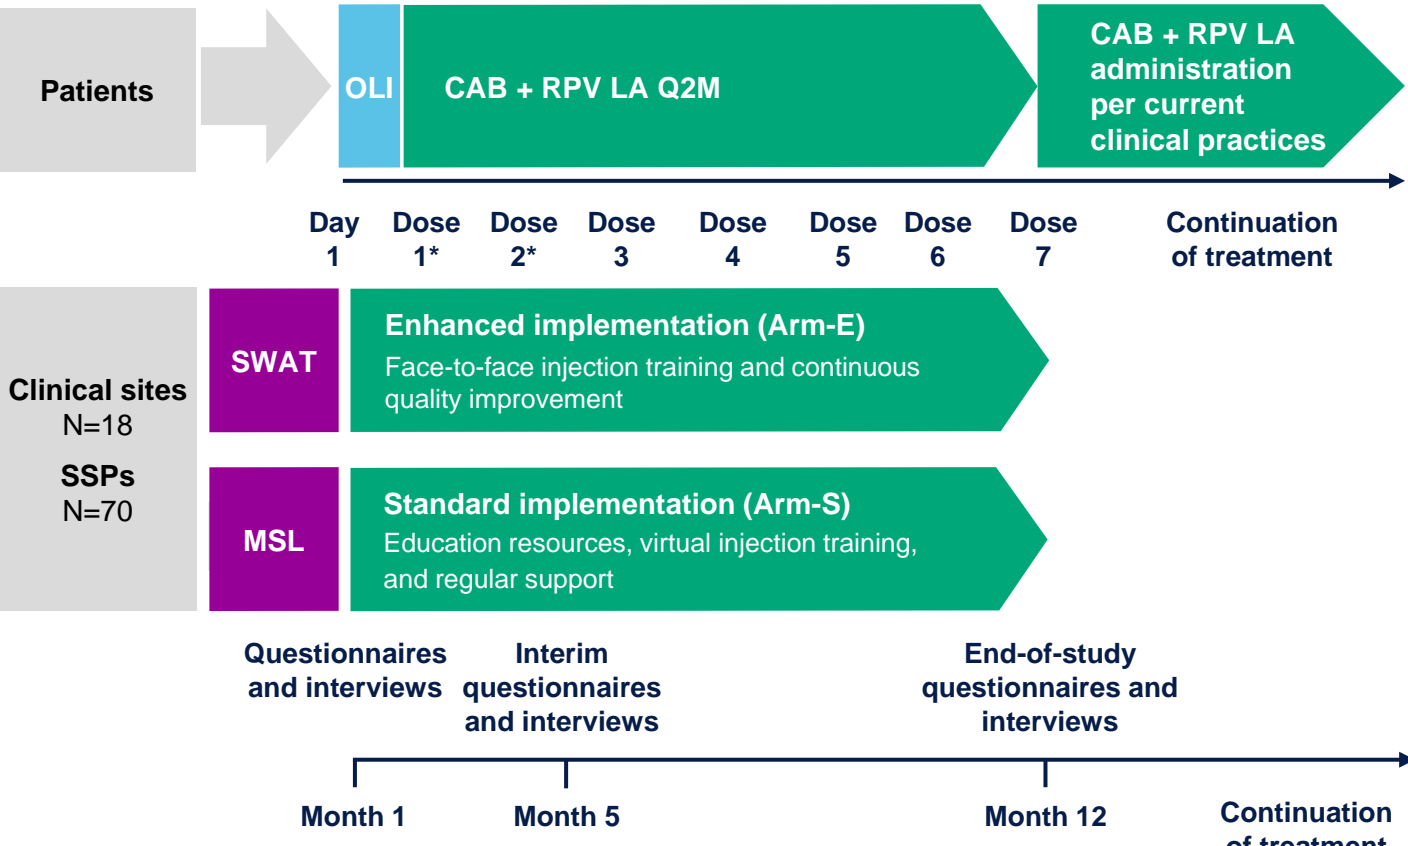 Patients
OLI
CAB + RPV LA Q2M
CAB + RPV LA
administration
per current
clinical practices
Day
1
Dose
1*
Dose
2*
Dose
3
Dose
4
Dose
5
Dose
6
Dose
7
Continuation
of treatment
Clinical sites
N=18
SSPs
N=70
SWAT
Enhanced implementation (Arm-E)
Face-to-face injection training and continuous
quality improvement
MSL
Standard implementation (Arm-S)
Education resources, virtual injection training,
and regular support
Questionnaires
and interviews
Interim
questionnaires
and interviews
End-of-study
questionnaires and
interviews
Month 1
Month 5
Month 12
Continuation
of treatment